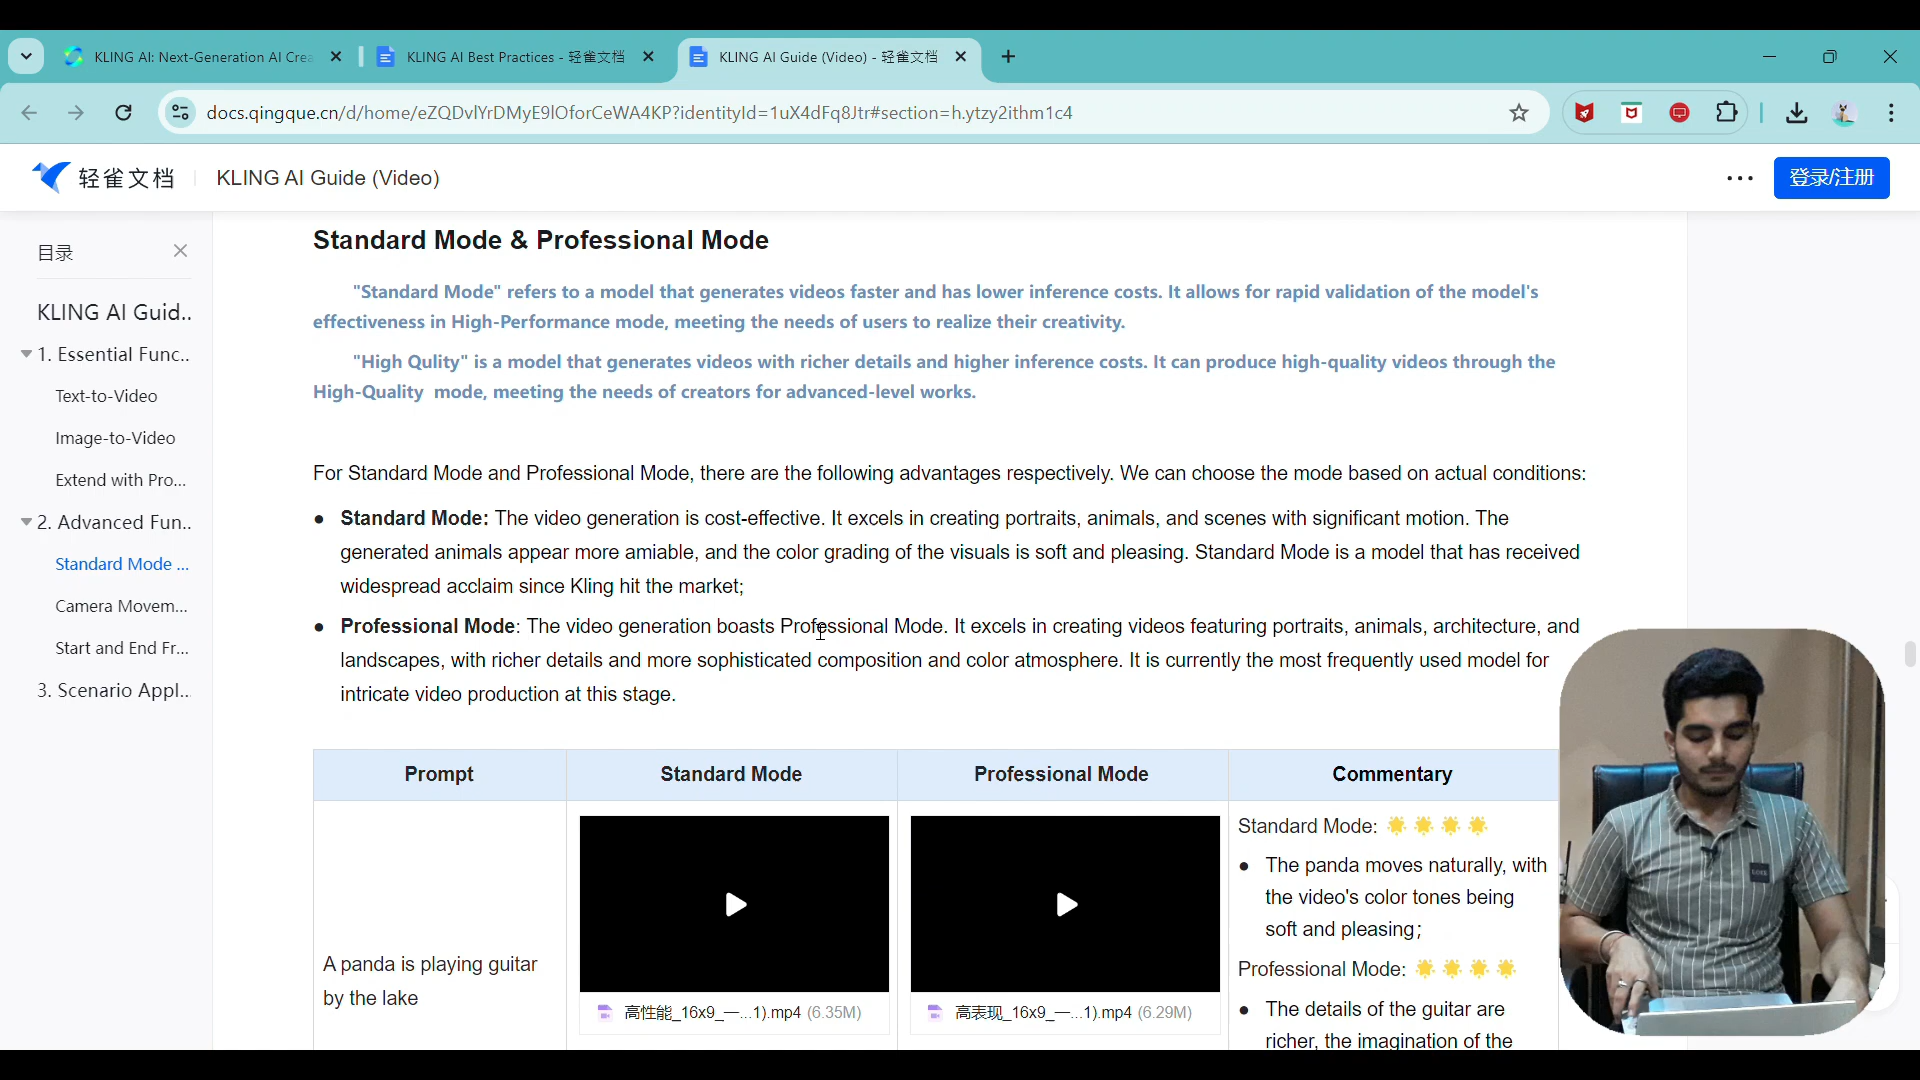 KLING AI: Next-Generation AI Crea
KLING AI Best Practices - 轻雀文档
KLING AI Guide (Video) - 轻雀文档
docs.qingque.cn/d/home/eZQDvlYrDMyE9lOforCeWA4KP?identityId=1uX4dFq8Jtr#section=h.ytzy2ithm1c4
轻雀文档
KLING AI Guide (Video)
登录/注册
目录
KLING AI Guid..
1. Essential Func..
Text-to-Video
Image-to-Video
Extend with Pro...
2. Advanced Fun..
Standard Mode ...
Camera Movem...
Start and End Fr...
3. Scenario Appl..
Standard Mode & Professional Mode
"Standard Mode" refers to a model that generates videos faster and has lower inference costs. It allows for rapid validation of the model's
effectiveness in High-Performance mode, meeting the needs of users to realize their creativity.
"High Qulity" is a model that generates videos with richer details and higher inference costs. It can produce high-quality videos through the
High-Quality mode, meeting the needs of creators for advanced-level works.
For Standard Mode and Professional Mode, there are the following advantages respectively. We can choose the mode based on actual conditions:
● Standard Mode: The video generation is cost-effective. It excels in creating portraits, animals, and scenes with significant motion. The
generated animals appear more amiable, and the color grading of the visuals is soft and pleasing. Standard Mode is a model that has received
widespread acclaim since Kling hit the market;
● Professional Mode: The video generation boasts Professional Mode. It excels in creating videos featuring portraits, animals, architecture, and
landscapes, with richer details and more sophisticated composition and color atmosphere. It is currently the most frequently used model for
intricate video production at this stage.
Prompt
Standard Mode
Professional Mode
Commentary
A panda is playing guitar
by the lake
高性能_16x9_一...1).mp4 (6.35M)
高表现_16x9_一...1).mp4 (6.29M)
Standard Mode: 🌟 🌟 🌟 🌟
● The panda moves naturally, with
the video's color tones being
soft and pleasing;
Professional Mode: 🌟 🌟 🌟 🌟
● The details of the guitar are
richer, the imagination of the